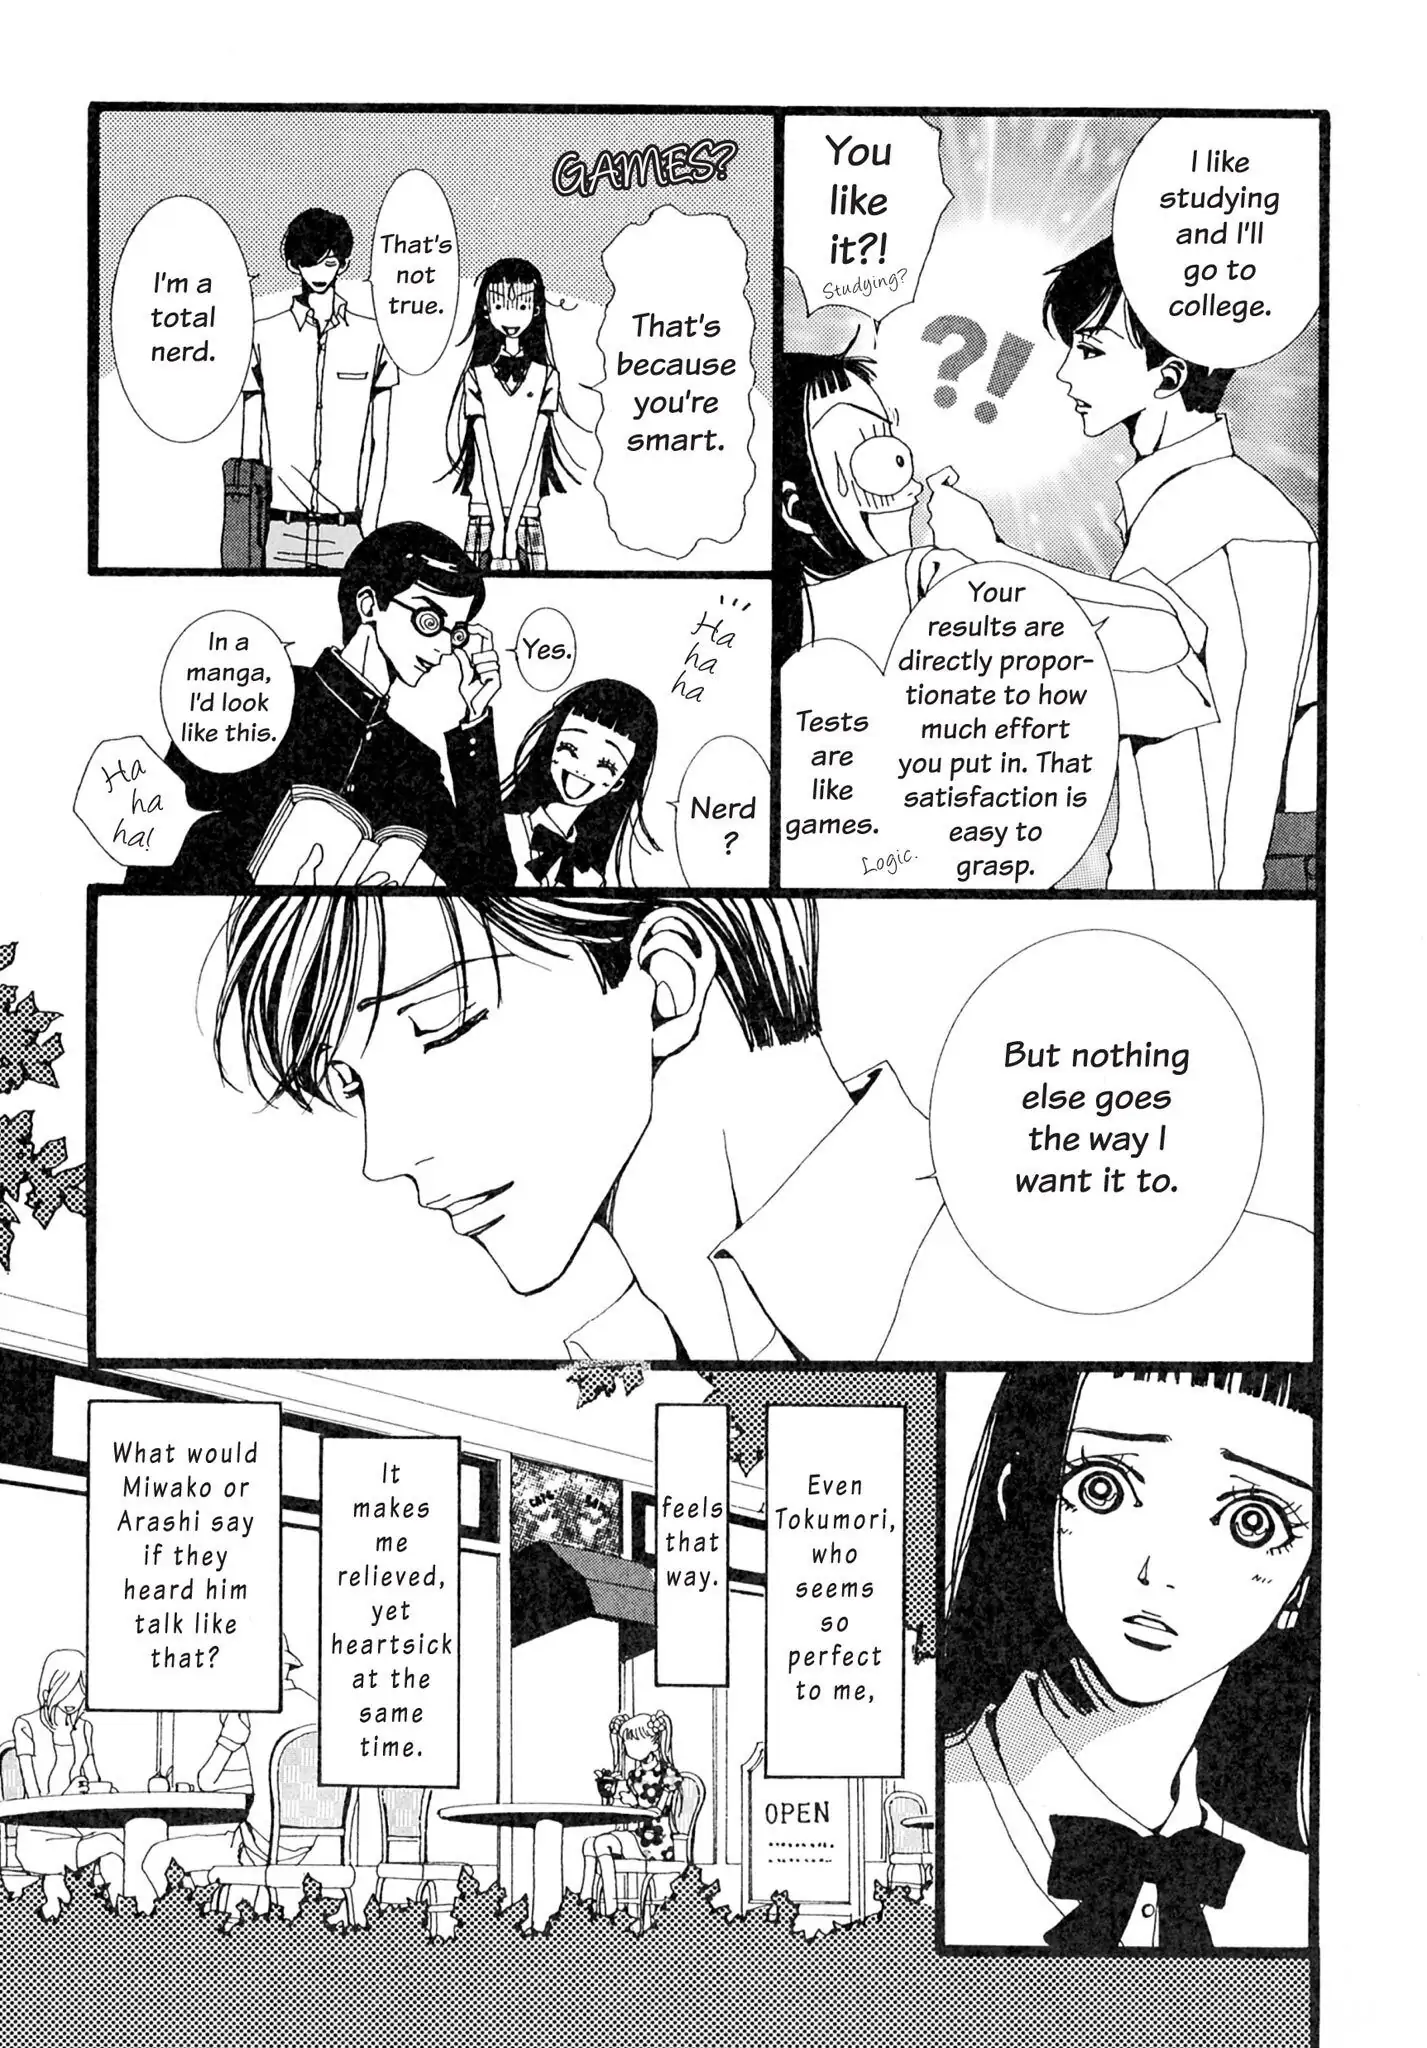 I like
studying
and I'll
go to
college.
You
like
it?!
Studying?
?!
Your
results are
directly propor-
tionate to how
much effort
you put in. That
satisfaction is
easy to
grasp.
Tests
are
like
games.
Logic.
GAMES?
That's
because
you're
smart.
That's
not
true.
I'm a
total
nerd.
Nerd
?
Ha
ha
ha
Yes.
In a
manga,
I'd look
like this.
Ha
ha
ha!
But nothing
else goes
the way I
want it to.
Even
Tokumori,
who
seems
so
perfect
to me,
feels
that
way.
It
makes
me
relieved,
yet
heartsick
at the
same
time.
What would
Miwako or
Arashi say
if they
heard him
talk like
that?
CAFE
OPEN